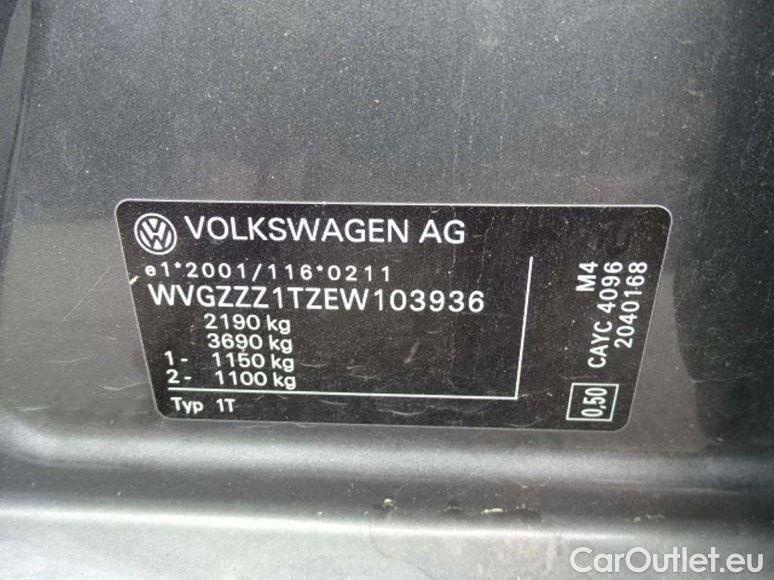 VOLKSWAGEN AG
e1*2001/116*0211
WVGZZZ1TZEW103936
2190 kg
3690 kg
1- 1150 kg
2- 1100 kg
Typ 1T
M4
CAYC 4096
2040168
0,50
CarOutlet.eu